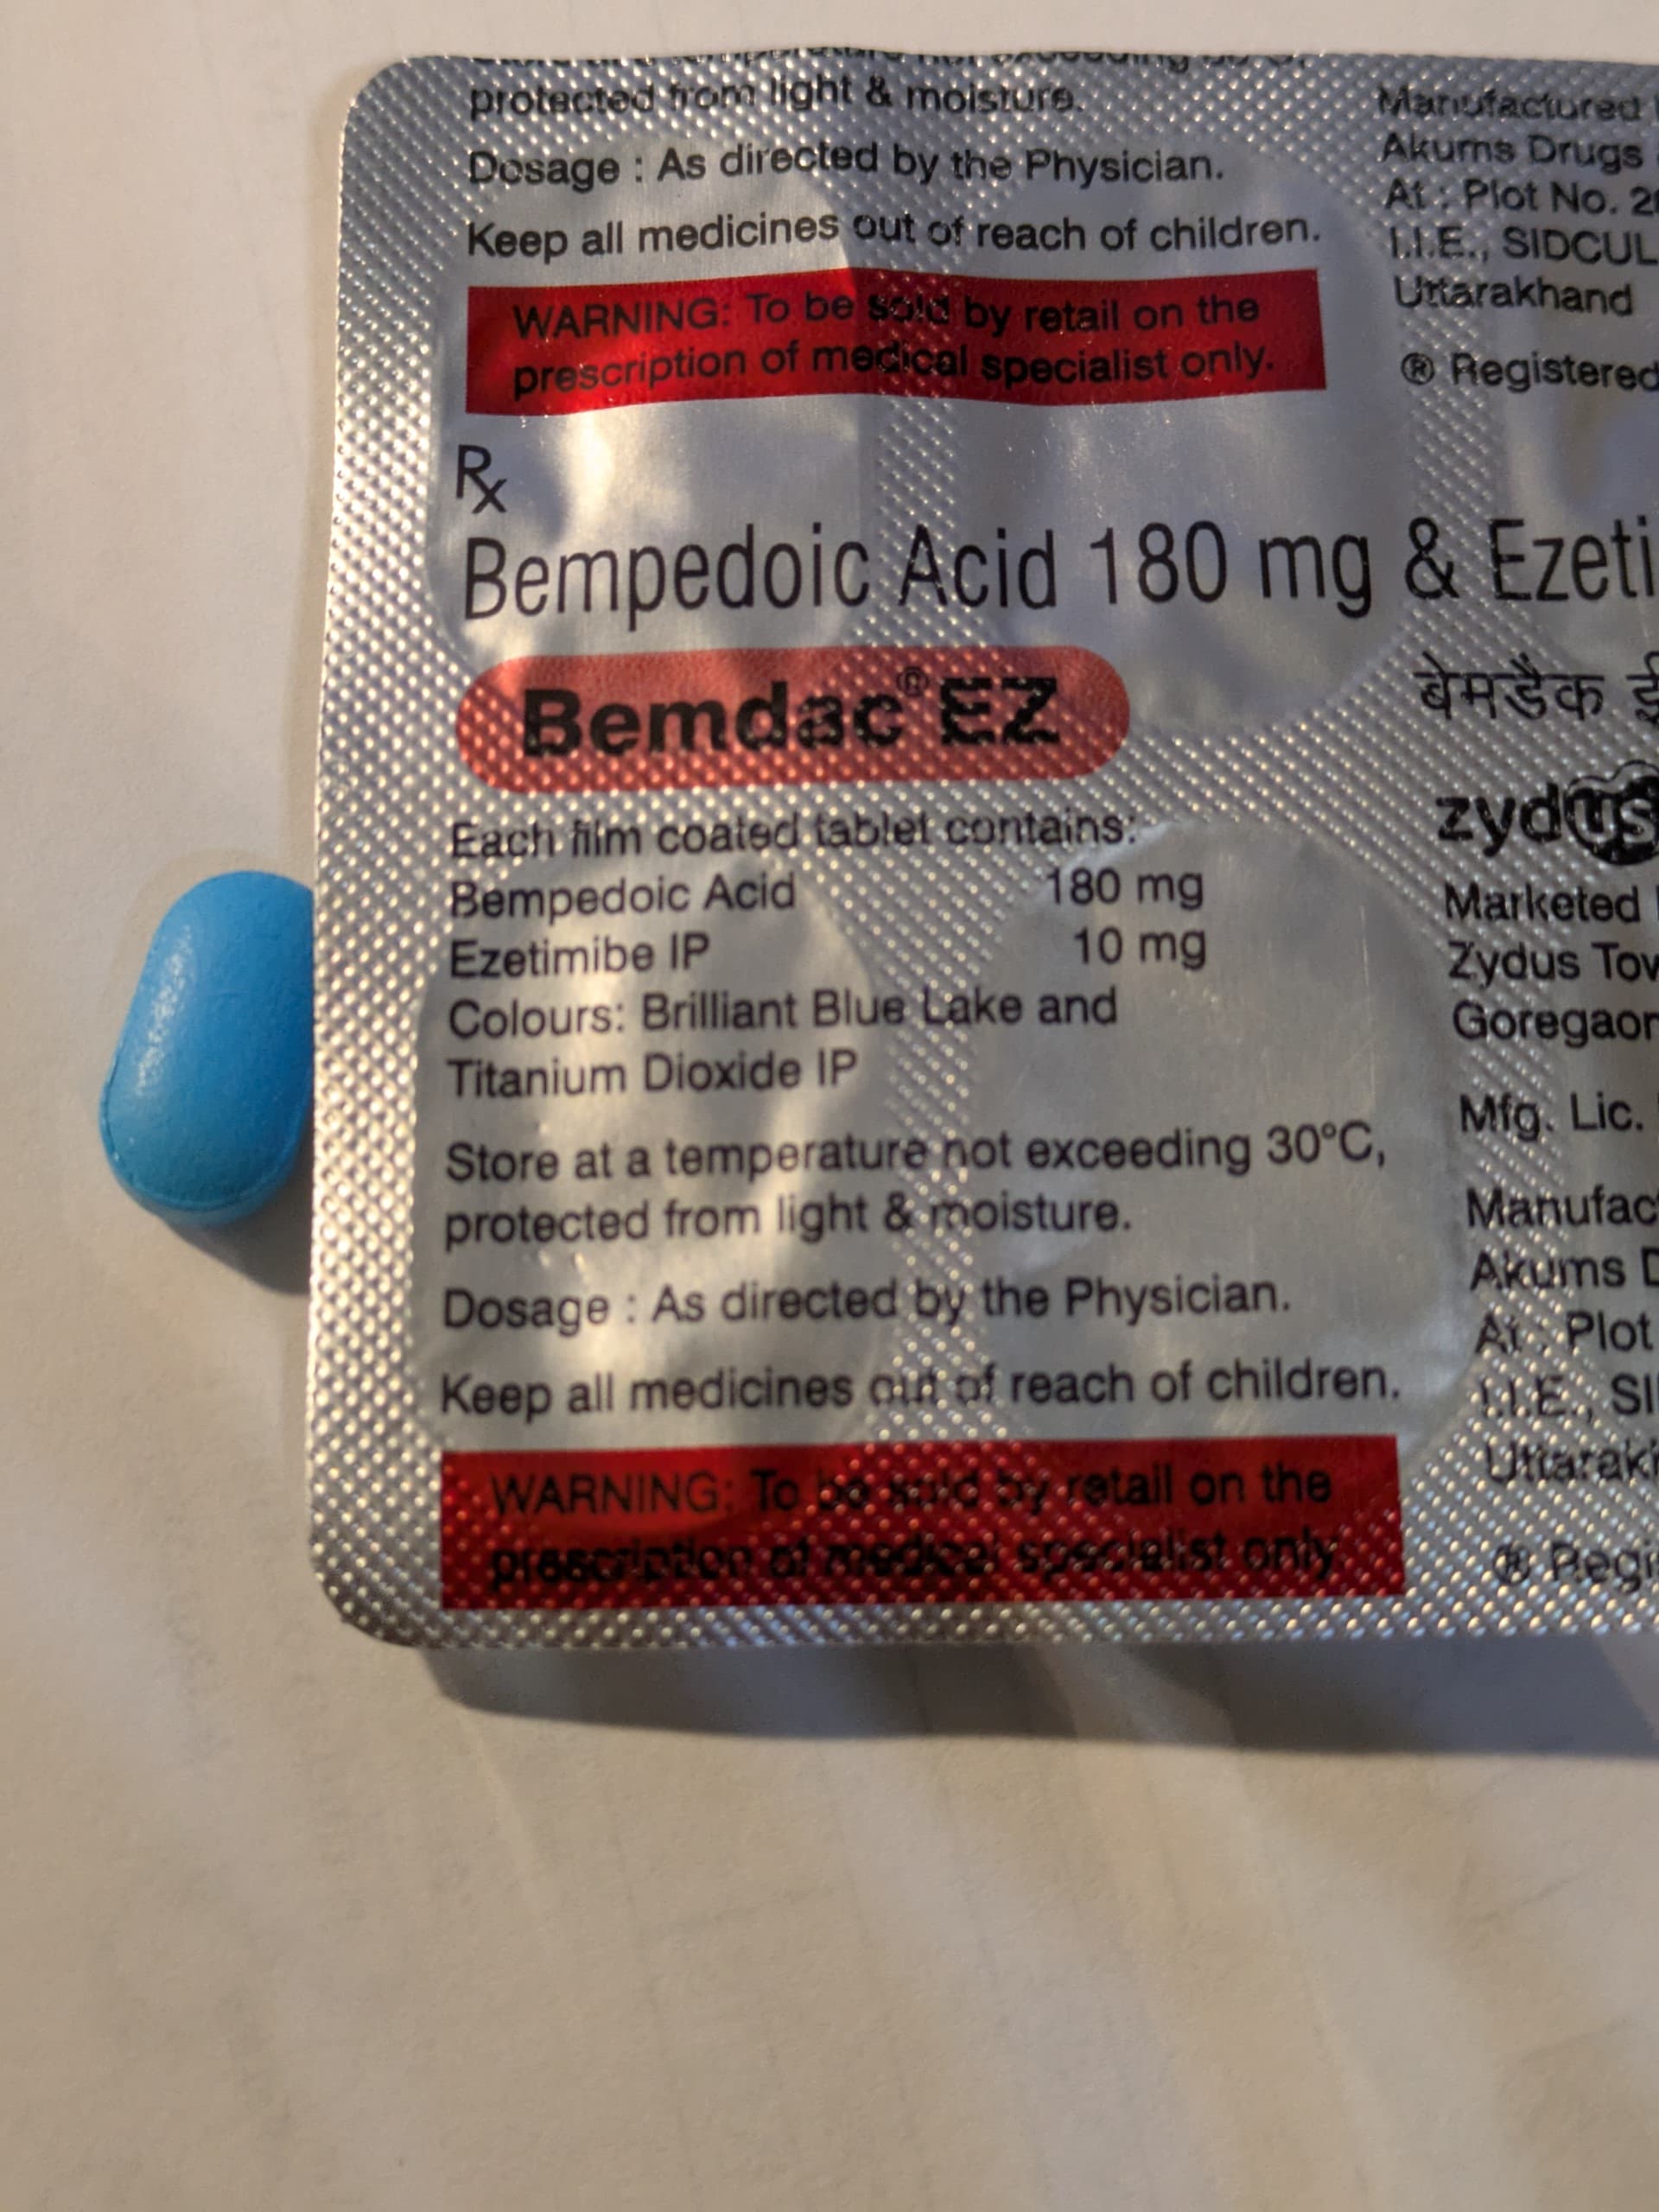 protected from light & moisture.
Dosage : As directed by the Physician.
Keep all medicines out of reach of children.
WARNING: To be sold by retail on the
prescription of medical specialist only.
Manufactured
Akums Drugs
At : Plot No. 2
I.I.E., SIDCUL
Uttarakhand
® Registered
Rx
Bempedoic Acid 180 mg & Ezeti
Bemdac® EZ
बेमडैक ई
Each film coated tablet contains:
Bempedoic Acid 180 mg
Ezetimibe IP 10 mg
Colours: Brilliant Blue Lake and
Titanium Dioxide IP
Store at a temperature not exceeding 30°C,
protected from light & moisture.
Dosage : As directed by the Physician.
Keep all medicines out of reach of children.
WARNING: To be sold by retail on the
prescription of medical specialist only.
zydus
Marketed
Zydus Tow
Goregaon
Mfg. Lic.
Manufac
Akums D
At : Plot
I.I.E., SI
Uttarak
® Regi